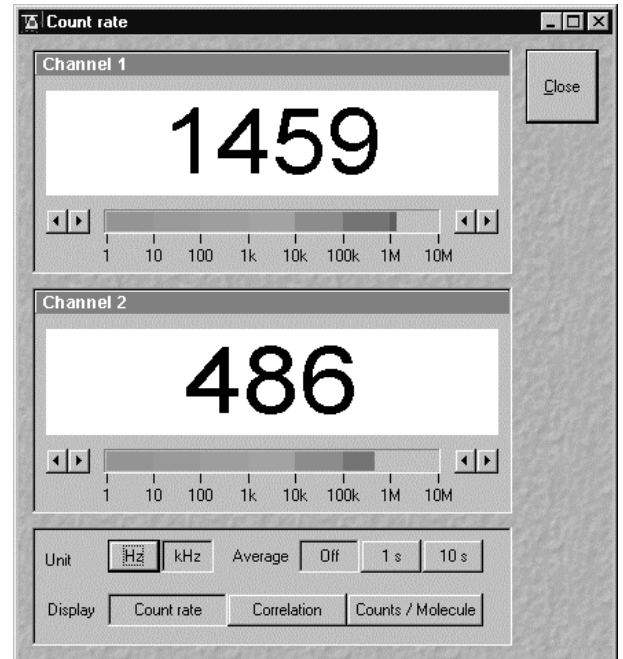 Count rate
Channel 1
Close
1459
1 10 100 1k 10k 100k 1M 10M
Channel 2
486
1 10 100 1k 10k 100k 1M 10M
Unit Hz kHz Average Off 1 s 10 s
Display Count rate Correlation Counts / Molecule